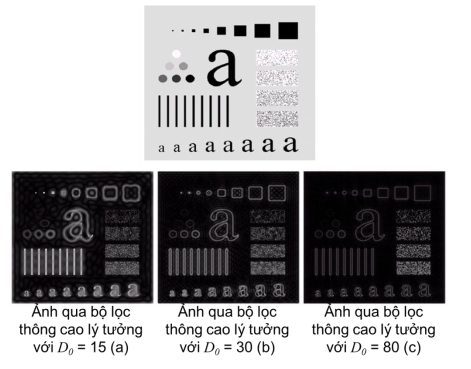 a
a a a a a a a a
a
a a a a a a a a
a
a a a a a a a a
a
a a a a a a a a
Ảnh qua bộ lọc
thông cao lý tưởng
với D₀ = 15 (a)
Ảnh qua bộ lọc
thông cao lý tưởng
với D₀ = 30 (b)
Ảnh qua bộ lọc
thông cao lý tưởng
với D₀ = 80 (c)